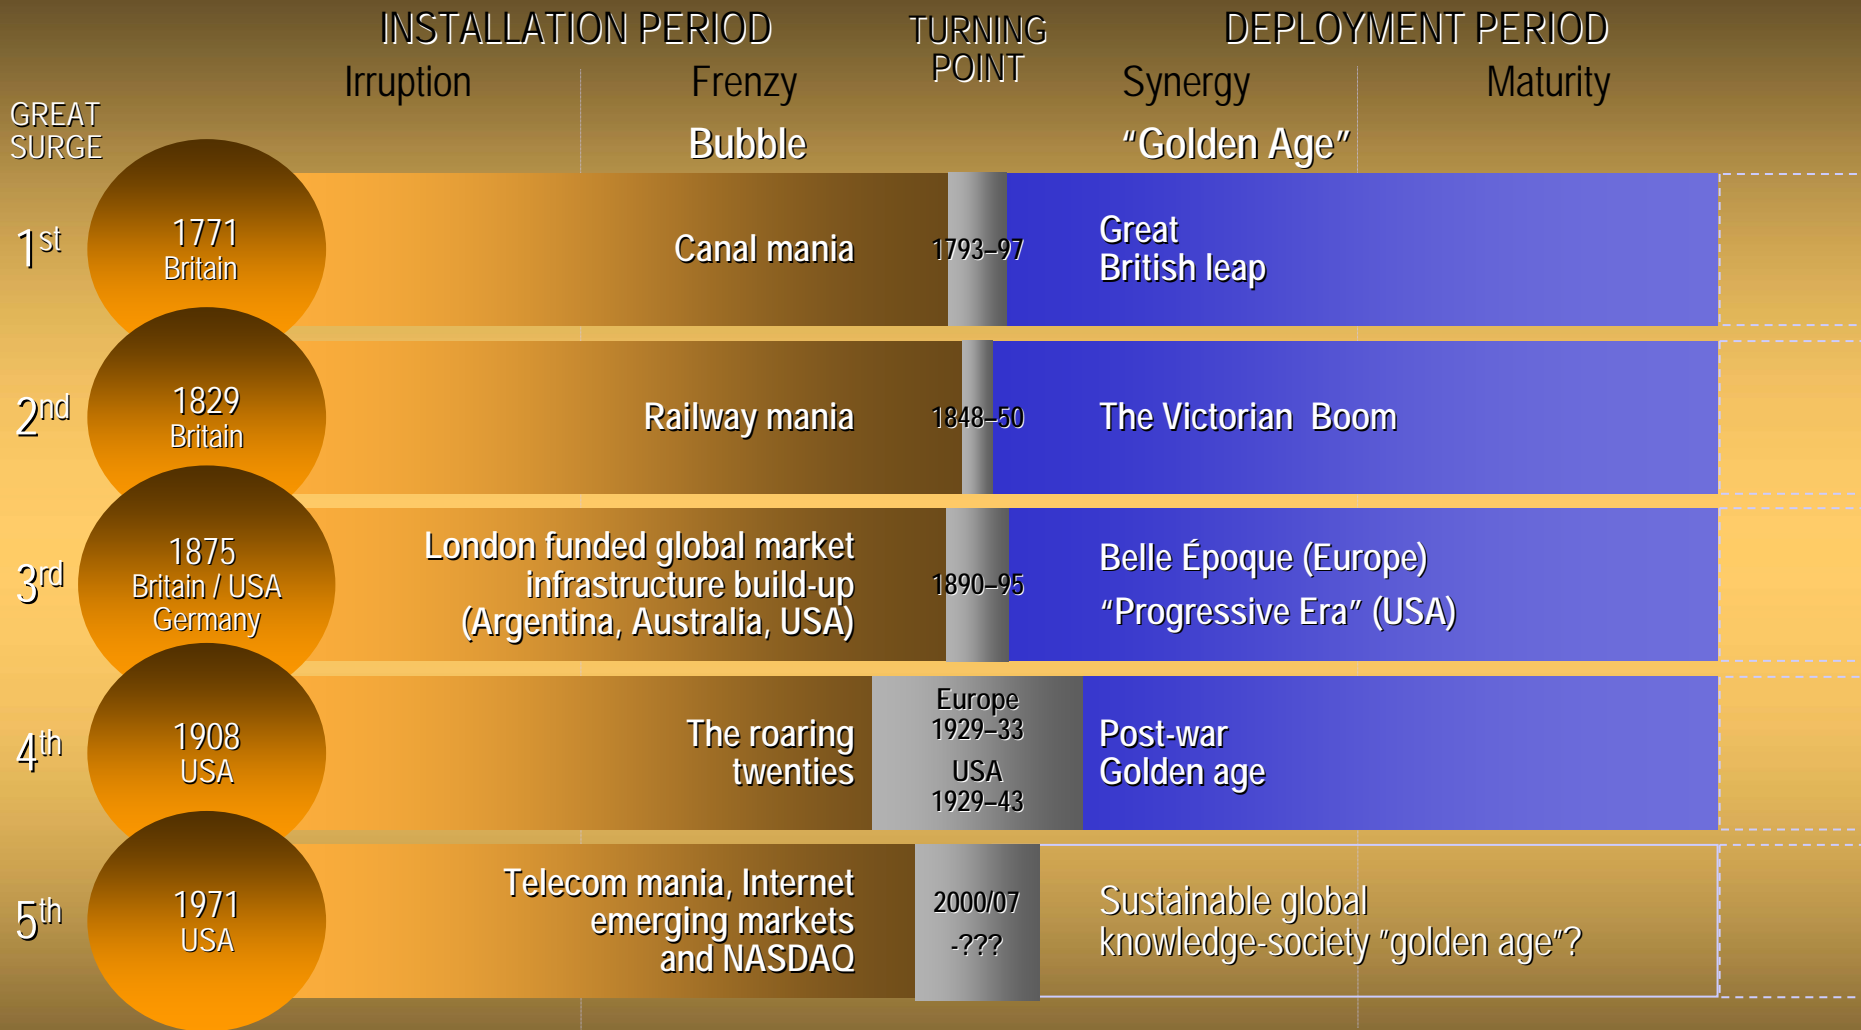 INSTALLATION PERIOD
TURNING
POINT
DEPLOYMENT PERIOD
Irruption
Frenzy
Synergy
Maturity
GREAT
SURGE
Bubble
“Golden Age”
1st
1771
Britain
Canal mania
1793–97
Great
British leap
2nd
1829
Britain
Railway mania
1848–50
The Victorian Boom
3rd
1875
Britain / USA
Germany
London funded global market
infrastructure build-up
(Argentina, Australia, USA)
1890–95
Belle Époque (Europe)
“Progressive Era” (USA)
4th
1908
USA
The roaring
twenties
Europe
1929–33
USA
1929–43
Post-war
Golden age
5th
1971
USA
Telecom mania, Internet
emerging markets
and NASDAQ
2000/07
-???
Sustainable global
knowledge-society "golden age"?